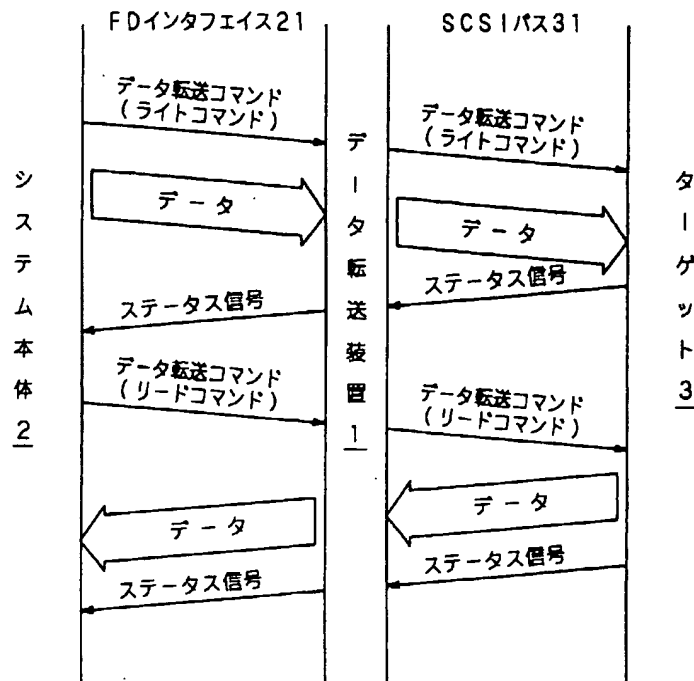 FDインタフェイス21
SCSIバス31
データ転送コマンド
(ライトコマンド)
データ転送コマンド
(ライトコマンド)
データ
データ
ステータス信号
ステータス信号
データ転送コマンド
(リードコマンド)
データ転送コマンド
(リードコマンド)
データ
データ
ステータス信号
ステータス信号
システム本体2
データ転送装置1
ターゲット3